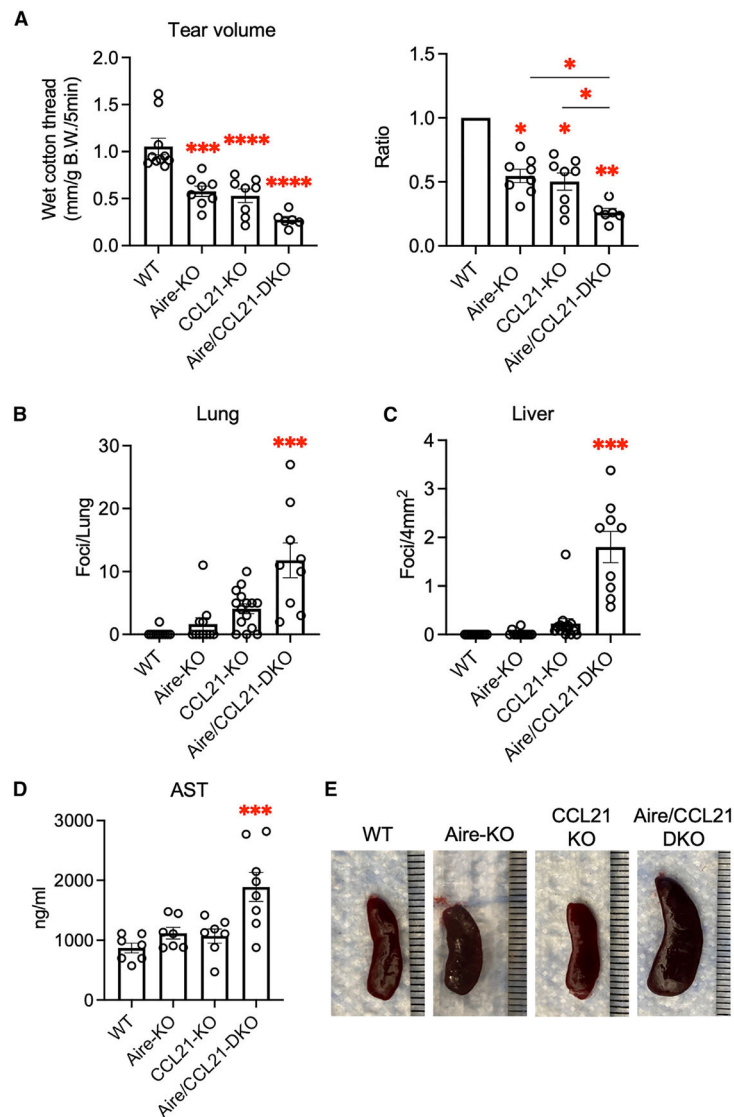 A
Tear volume
Wet cotton thread
(mm/g B.W./5min)
2.0
1.5
1.0
0.5
0.0
***
****
****
WT
Aire-KO
CCL21-KO
Aire/CCL21-DKO
Ratio
1.5
1.0
0.5
0.0
*
*
*
*
**
WT
Aire-KO
CCL21-KO
Aire/CCL21-DKO
B
Lung
Foci/Lung
30
20
10
0
***
WT
Aire-KO
CCL21-KO
Aire/CCL21-DKO
C
Liver
Foci/4mm²
4
3
2
1
0
***
WT
Aire-KO
CCL21-KO
Aire/CCL21-DKO
D
AST
ng/ml
3000
2000
1000
0
***
WT
Aire-KO
CCL21-KO
Aire/CCL21-DKO
E
WT
Aire-KO
CCL21
KO
Aire/CCL21
DKO